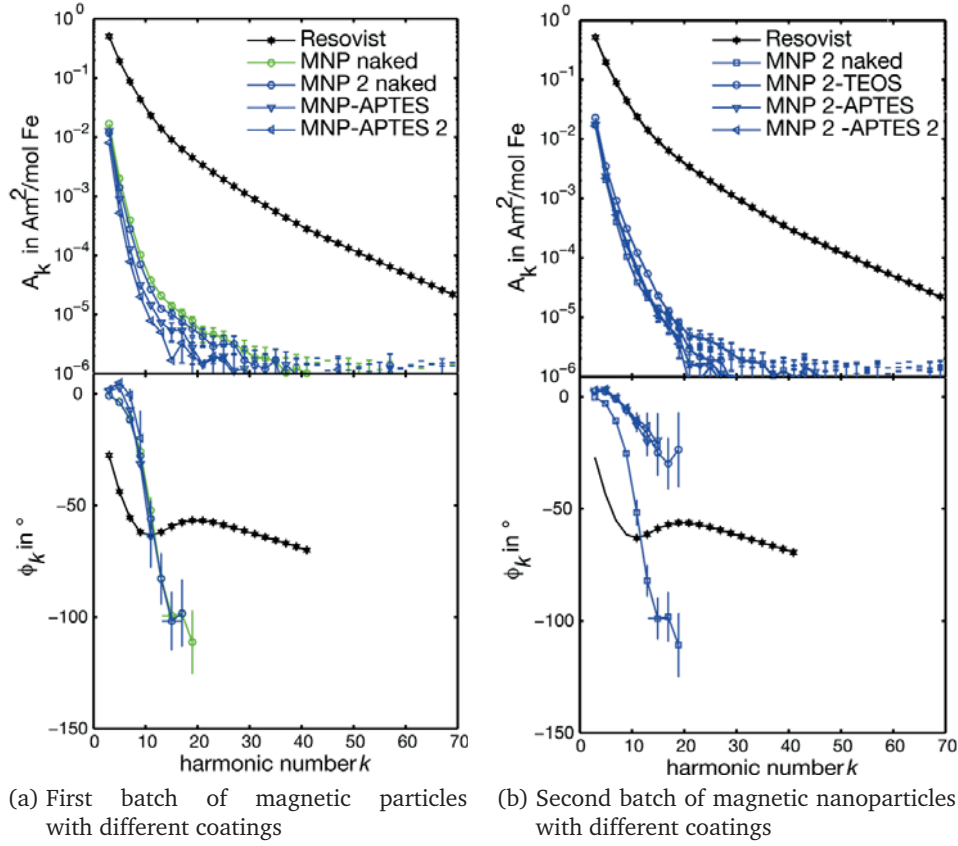 10⁰
10⁻¹
10⁻²
10⁻³
10⁻⁴
10⁻⁵
10⁻⁶
A_k in Am²/mol Fe
Resovist
MNP naked
MNP 2 naked
MNP-APTES
MNP-APTES 2
0
−50
−100
−150
ϕ_k in °
0 10 20 30 40 50 60 70
harmonic number k
(a) First batch of magnetic particles
with different coatings
10⁰
10⁻¹
10⁻²
10⁻³
10⁻⁴
10⁻⁵
10⁻⁶
A_k in Am²/mol Fe
Resovist
MNP 2 naked
MNP 2-TEOS
MNP 2-APTES
MNP 2 -APTES 2
0
−50
−100
−150
ϕ_k in °
0 10 20 30 40 50 60 70
harmonic number k
(b) Second batch of magnetic nanoparticles
with different coatings